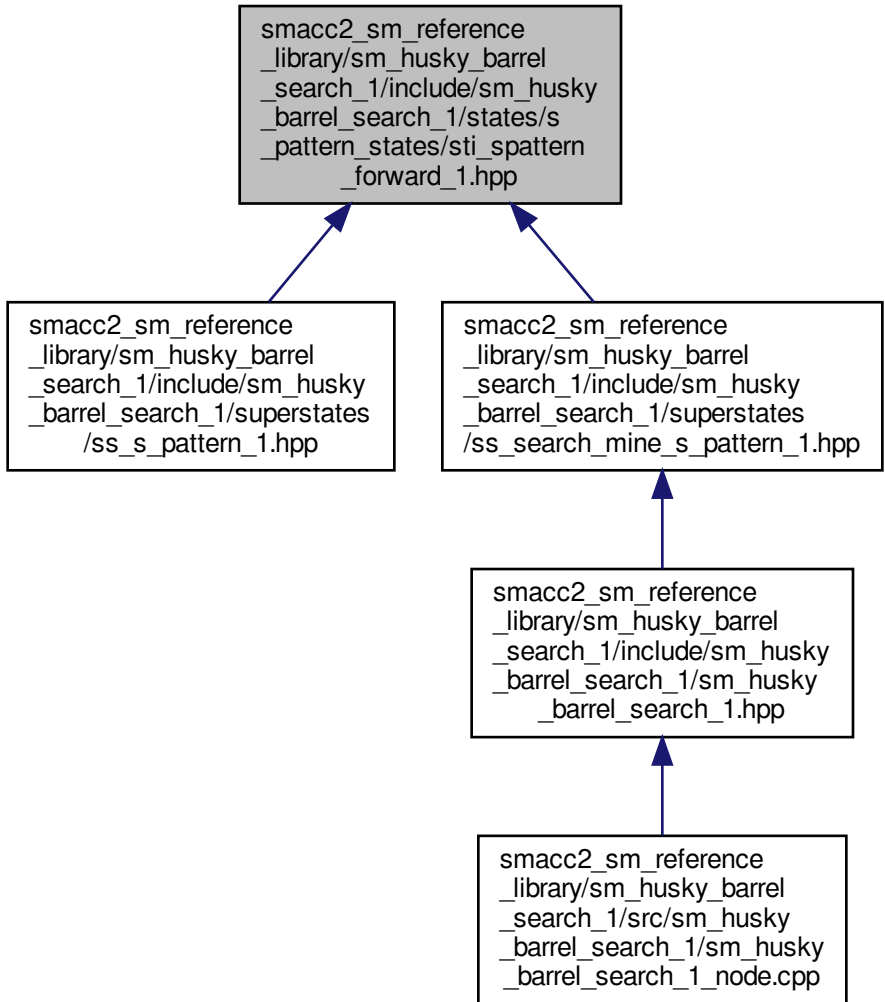 smacc2_sm_reference
_library/sm_husky_barrel
_search_1/include/sm_husky
_barrel_search_1/states/s
_pattern_states/sti_spattern
_forward_1.hpp
smacc2_sm_reference
_library/sm_husky_barrel
_search_1/include/sm_husky
_barrel_search_1/superstates
/ss_s_pattern_1.hpp
smacc2_sm_reference
_library/sm_husky_barrel
_search_1/include/sm_husky
_barrel_search_1/superstates
/ss_search_mine_s_pattern_1.hpp
smacc2_sm_reference
_library/sm_husky_barrel
_search_1/include/sm_husky
_barrel_search_1/sm_husky
_barrel_search_1.hpp
smacc2_sm_reference
_library/sm_husky_barrel
_search_1/src/sm_husky
_barrel_search_1/sm_husky
_barrel_search_1_node.cpp